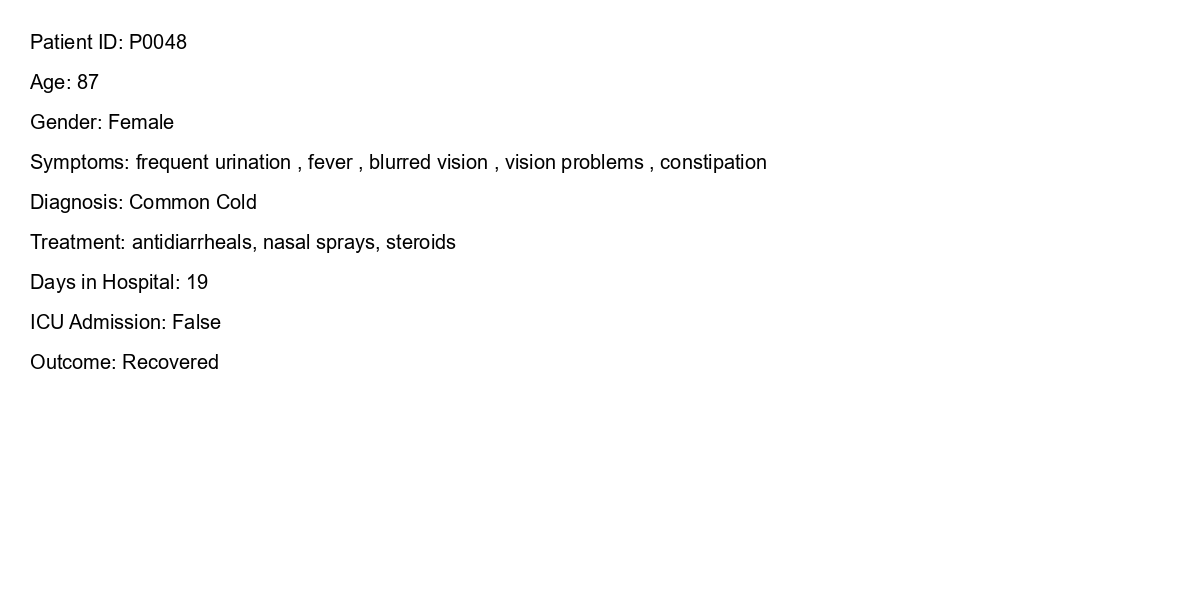 Patient ID: P0048
Age: 87
Gender: Female
Symptoms: frequent urination , fever , blurred vision , vision problems , constipation
Diagnosis: Common Cold
Treatment: antidiarrheals, nasal sprays, steroids
Days in Hospital: 19
ICU Admission: False
Outcome: Recovered